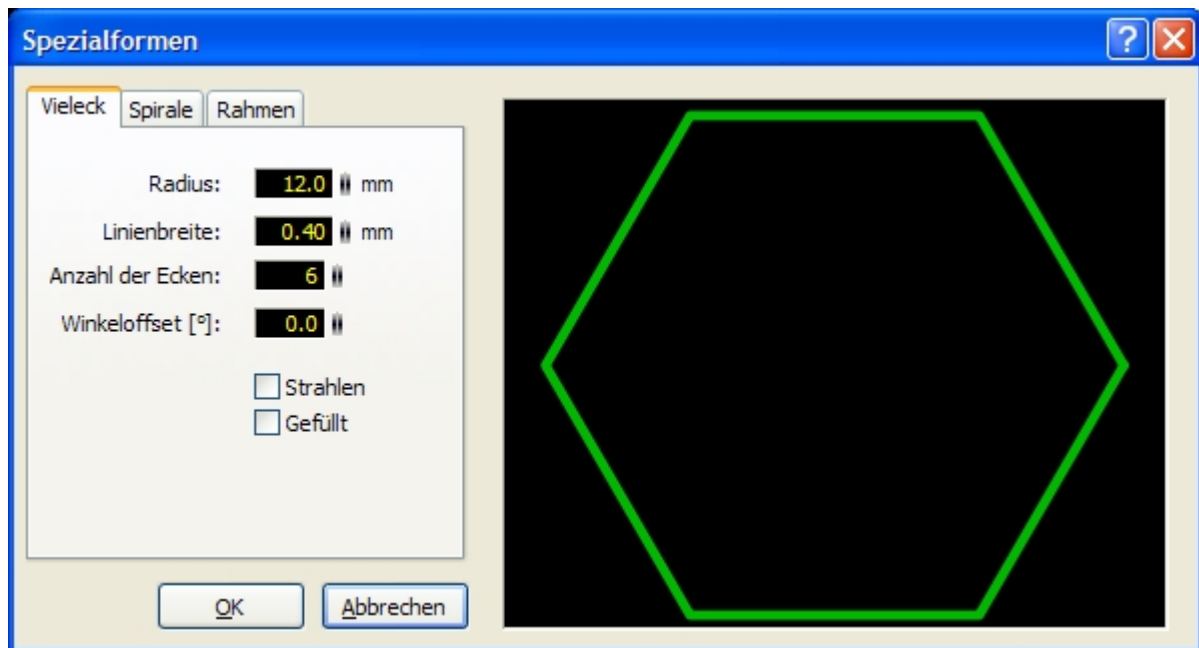 Spezialformen
Vieleck Spirale Rahmen
Radius: 12.0 mm
Linienbreite: 0.40 mm
Anzahl der Ecken: 6
Winkeloffset [°]: 0.0
Strahlen
Gefüllt
OK Abbrechen